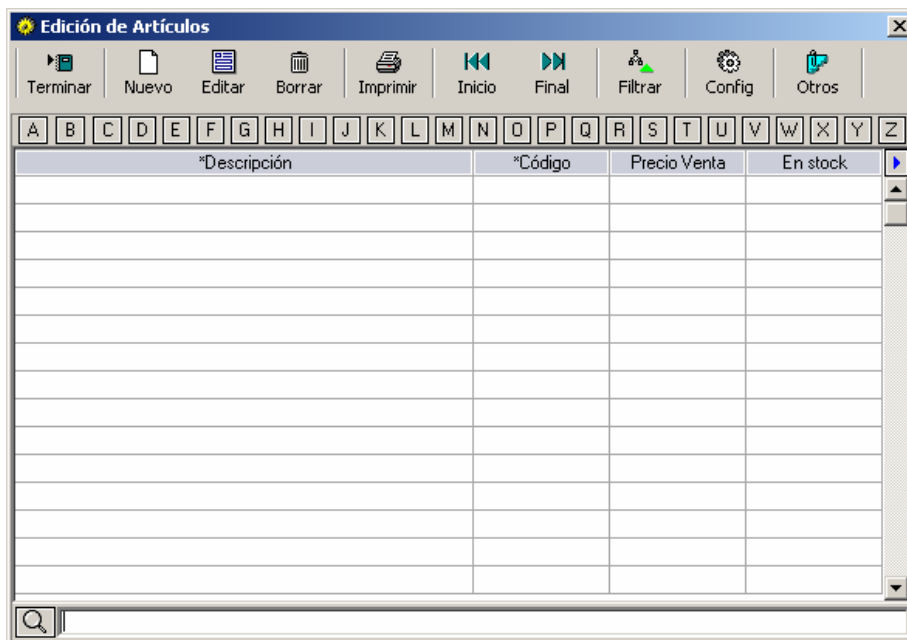 Edición de Artículos
Terminar Nuevo Editar Borrar Imprimir Inicio Final Filtrar Config Otros
A B C D E F G H I J K L M N O P Q R S T U V W X Y Z
*Descripción *Código Precio Venta En stock